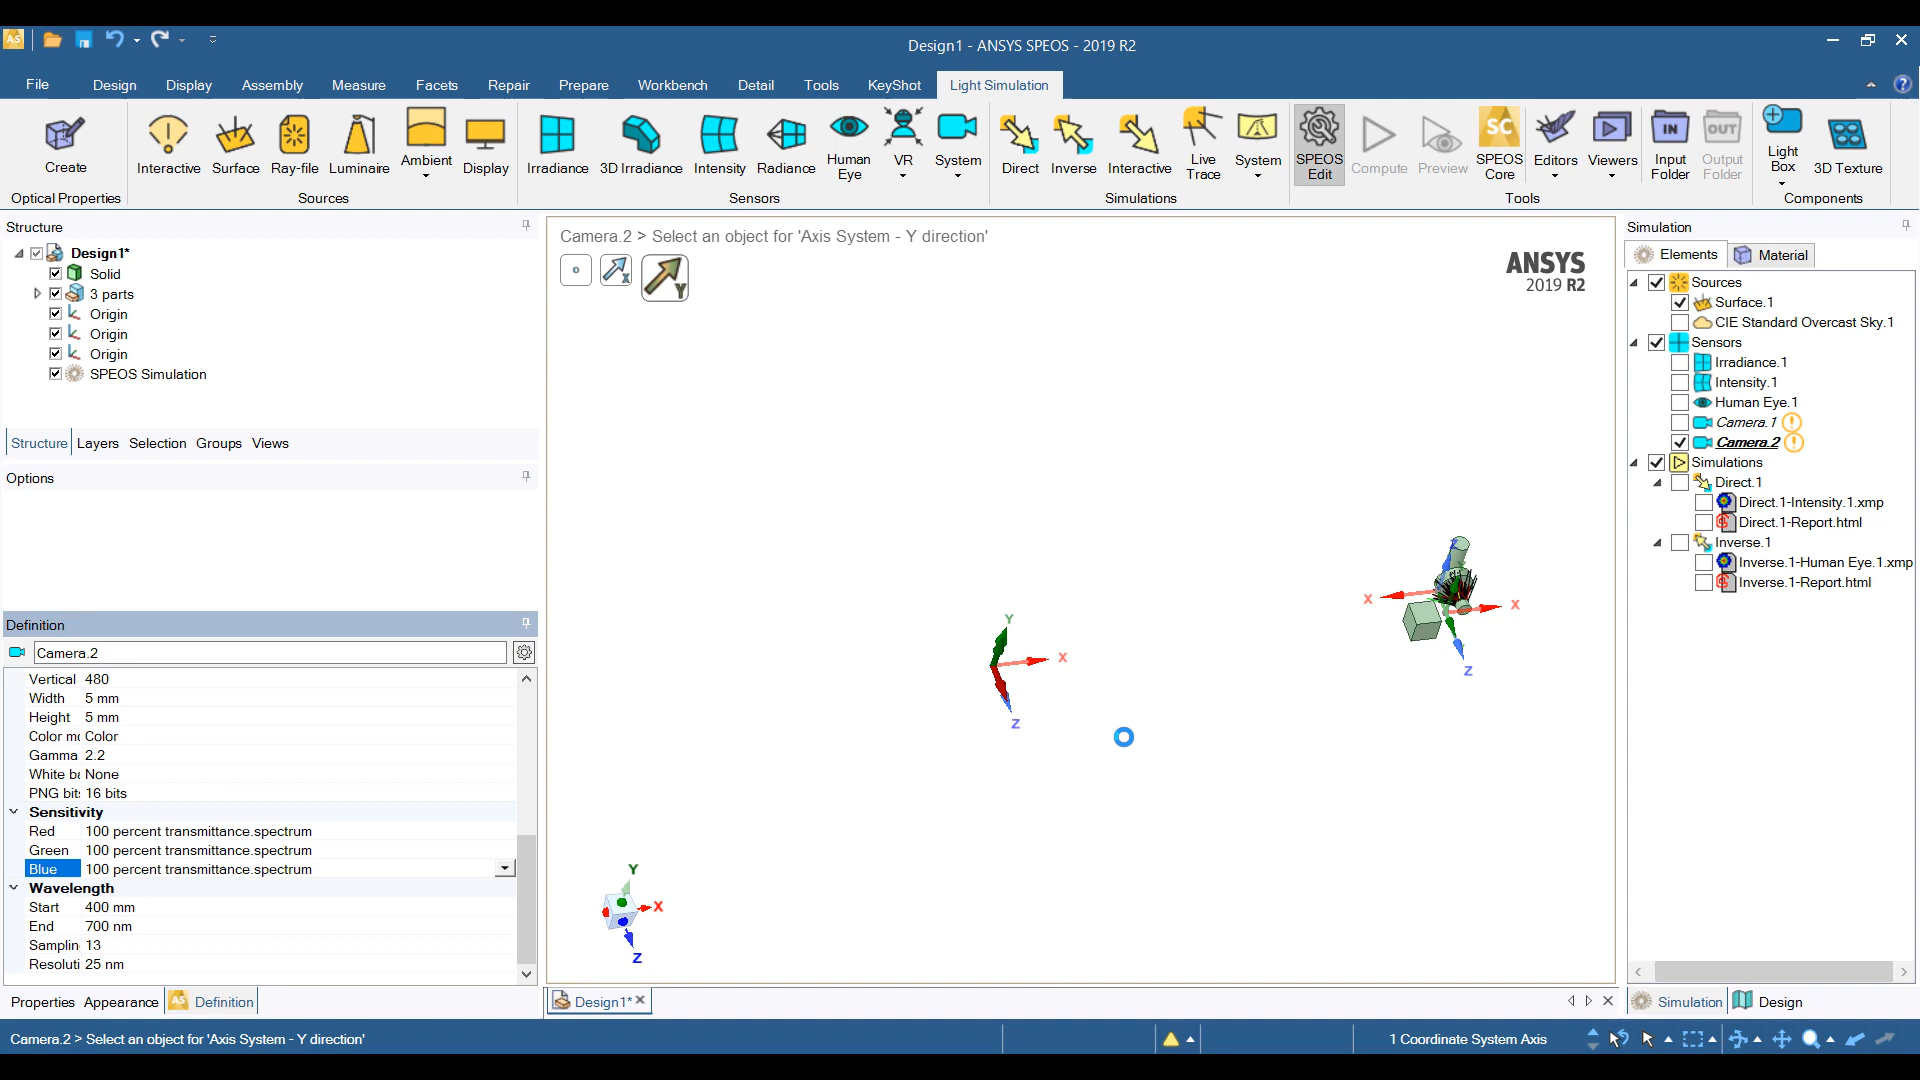 AS
Design1 - ANSYS SPEOS - 2019 R2
File
Design
Display
Assembly
Measure
Facets
Repair
Prepare
Workbench
Detail
Tools
KeyShot
Light Simulation
Create
Interactive
Surface
Ray-file
Luminaire
Ambient
Display
Irradiance
3D Irradiance
Intensity
Radiance
Human
Eye
VR
System
Direct
Inverse
Interactive
Live
Trace
System
SPEOS
Edit
Compute
Preview
SC
SPEOS
Core
Editors
Viewers
IN
Input
Folder
OUT
Output
Folder
Light
Box
3D Texture
Optical Properties
Sources
Sensors
Simulations
Tools
Components
Structure
Design1*
Solid
3 parts
Origin
Origin
Origin
SPEOS Simulation
Structure
Layers
Selection
Groups
Views
Options
Definition
Camera.2
Vertical 480
Width 5 mm
Height 5 mm
Color mo Color
Gamma 2.2
White ba None
PNG bits 16 bits
Sensitivity
Red 100 percent transmittance.spectrum
Green 100 percent transmittance.spectrum
Blue 100 percent transmittance.spectrum
Wavelength
Start 400 mm
End 700 nm
Samplin 13
Resoluti 25 nm
Properties
Appearance
AS
Definition
Camera.2 > Select an object for 'Axis System - Y direction'
X
Y
ANSYS
2019 R2
Z
X
X
Z
Y
X
Z
Y
X
Z
Design1*
Simulation
Elements
Material
Sources
Surface.1
CIE Standard Overcast Sky.1
Sensors
Irradiance.1
Intensity.1
Human Eye.1
Camera.1
Camera.2
Simulations
Direct.1
Direct.1-Intensity.1.xmp
Direct.1-Report.html
Inverse.1
Inverse.1-Human Eye.1.xmp
Inverse.1-Report.html
Simulation
Design
Camera.2 > Select an object for 'Axis System - Y direction'
1 Coordinate System Axis